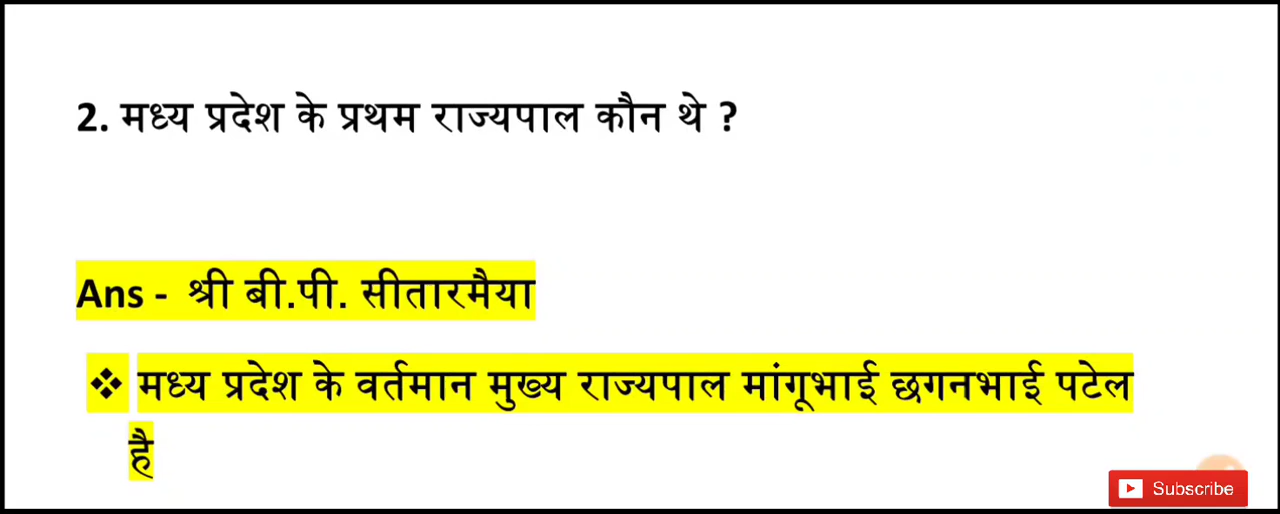 2. मध्य प्रदेश के प्रथम राज्यपाल कौन थे ?
Ans - श्री बी.पी. सीतारमैया
❖ मध्य प्रदेश के वर्तमान मुख्य राज्यपाल मांगूभाई छगनभाई पटेल
है
Subscribe